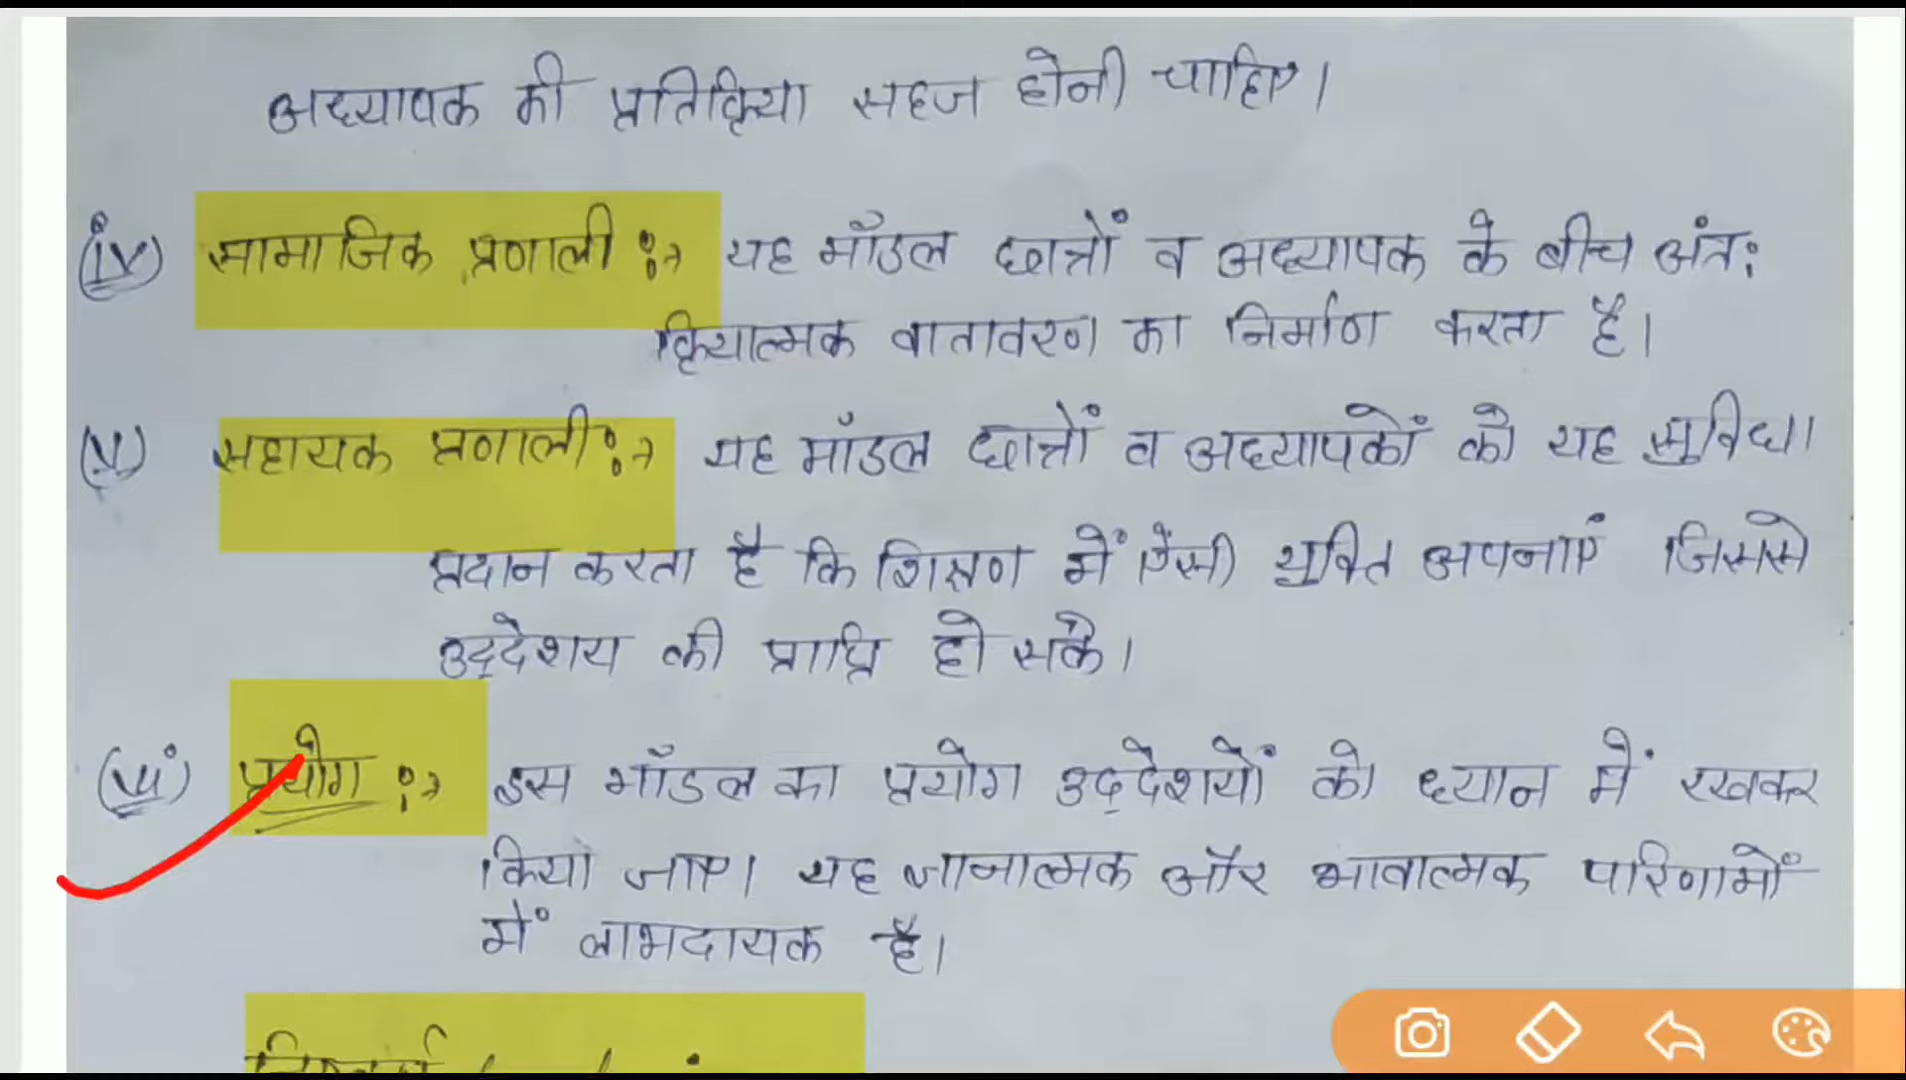 अध्यापक की प्रतिक्रिया सहज होनी चाहिए।
(iv) सामाजिक प्रणाली :→ यह मॉडल छात्रों व अध्यापक के बीच अंत:
क्रियात्मक वातावरण का निर्माण करता है।
(v) सहायक प्रणाली :→ यह मॉडल छात्रों व अध्यापकों को यह सुविधा
प्रदान करता है कि शिक्षण में ऐसी युक्ति अपनाएं जिससे
उद्देशय की प्राप्ति हो सके।
(vi) प्रयोग :→ इस मॉडल का प्रयोग उद्देशयों को ध्यान में रखकर
किया जाए। यह ज्ञानात्मक और भावात्मक परिणामों
में लाभदायक है।